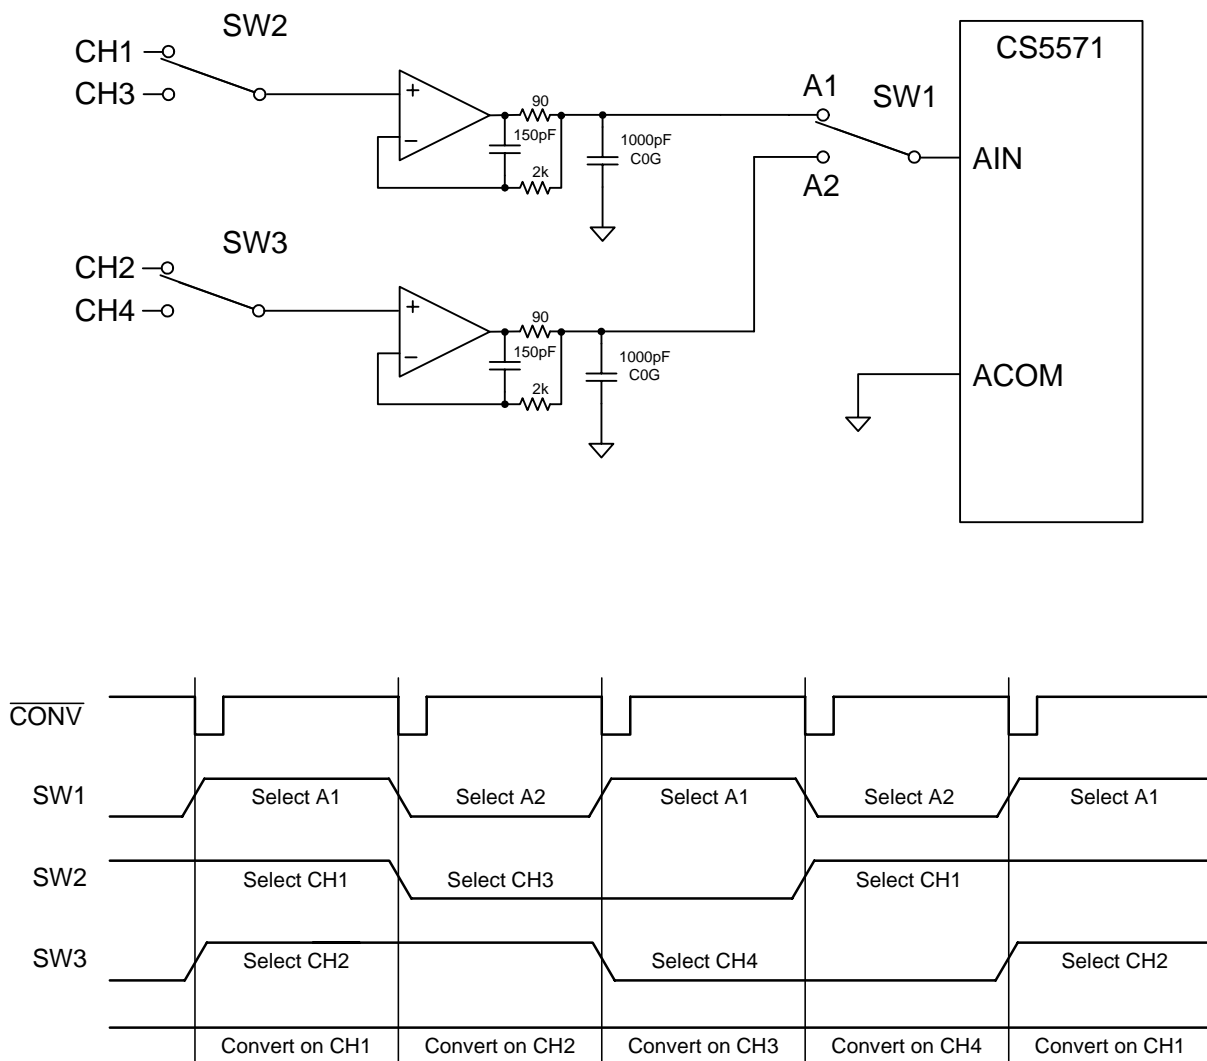 SW2
CH1
CH3
90
150pF
2k
1000pF
C0G
A1
A2
SW1
CS5571
AIN
ACOM
SW3
CH2
CH4
90
150pF
2k
1000pF
C0G
CONV
SW1 Select A1 Select A2 Select A1 Select A2 Select A1
SW2 Select CH1 Select CH3 Select CH1
SW3 Select CH2 Select CH4 Select CH2
Convert on CH1 Convert on CH2 Convert on CH3 Convert on CH4 Convert on CH1